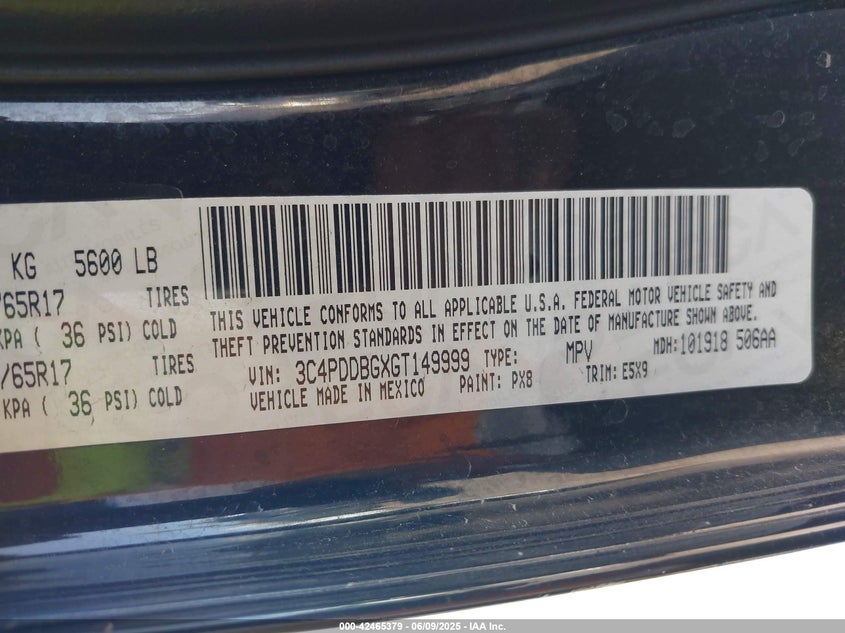 KG 5600 LB
/65R17 TIRES
KPA ( 36 PSI) COLD
/65R17 TIRES
KPA ( 36 PSI) COLD
THIS VEHICLE CONFORMS TO ALL APPLICABLE U.S.A. FEDERAL MOTOR VEHICLE SAFETY AND
THEFT PREVENTION STANDARDS IN EFFECT ON THE DATE OF MANUFACTURE SHOWN ABOVE.
VIN: 3C4PDDBGXGT149999 TYPE: MPV MDH:101918 506AA
VEHICLE MADE IN MEXICO PAINT: PX8 TRIM: E5X9
000-42465379 - 06/09/2025 - IAA Inc.